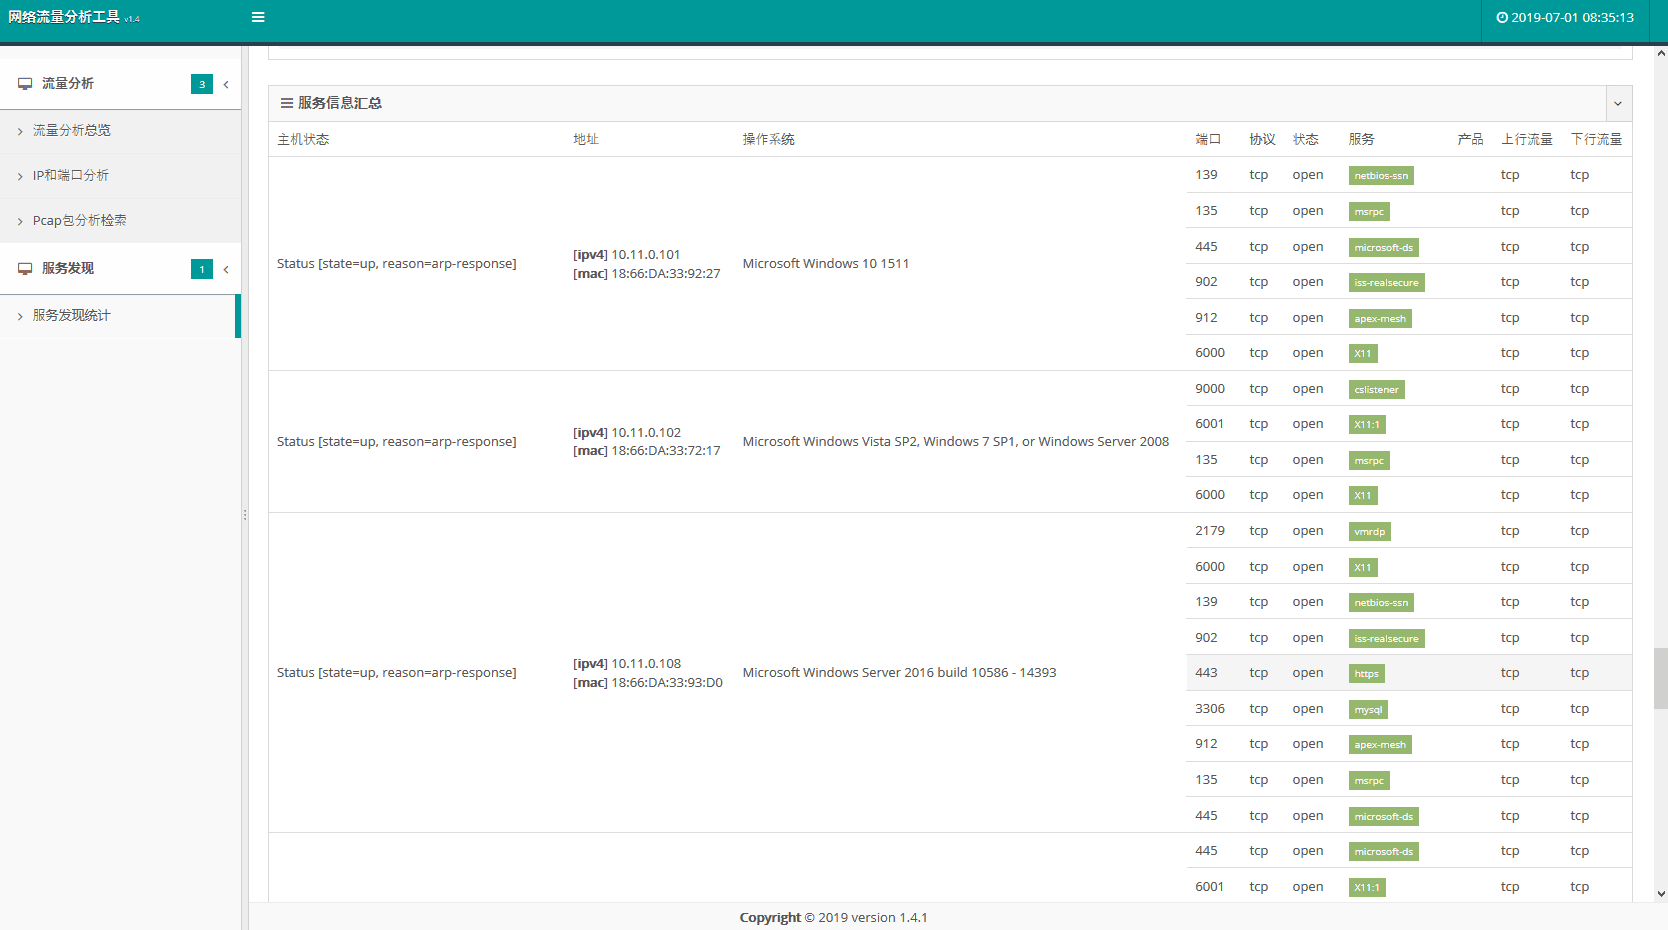 网络流量分析工具 v1.4
2019-07-01 08:35:13
流量分析 3
流量分析总览
IP和端口分析
Pcap包分析检索
服务发现 1
服务发现统计
服务信息汇总
主机状态 地址 操作系统 端口 协议 状态 服务 产品 上行流量 下行流量
139 tcp open netbios-ssn tcp tcp
135 tcp open msrpc tcp tcp
445 tcp open microsoft-ds tcp tcp
Status [state=up, reason=arp-response]
[ipv4] 10.11.0.101
[mac] 18:66:DA:33:92:27
Microsoft Windows 10 1511
902 tcp open iss-realsecure tcp tcp
912 tcp open apex-mesh tcp tcp
6000 tcp open X11 tcp tcp
9000 tcp open cslistener tcp tcp
6001 tcp open X11:1 tcp tcp
Status [state=up, reason=arp-response]
[ipv4] 10.11.0.102
[mac] 18:66:DA:33:72:17
Microsoft Windows Vista SP2, Windows 7 SP1, or Windows Server 2008
135 tcp open msrpc tcp tcp
6000 tcp open X11 tcp tcp
2179 tcp open vmrdp tcp tcp
6000 tcp open X11 tcp tcp
139 tcp open netbios-ssn tcp tcp
902 tcp open iss-realsecure tcp tcp
Status [state=up, reason=arp-response]
[ipv4] 10.11.0.108
[mac] 18:66:DA:33:93:D0
Microsoft Windows Server 2016 build 10586 - 14393
443 tcp open https tcp tcp
3306 tcp open mysql tcp tcp
912 tcp open apex-mesh tcp tcp
135 tcp open msrpc tcp tcp
445 tcp open microsoft-ds tcp tcp
445 tcp open microsoft-ds tcp tcp
6001 tcp open X11:1 tcp tcp
Copyright © 2019 version 1.4.1